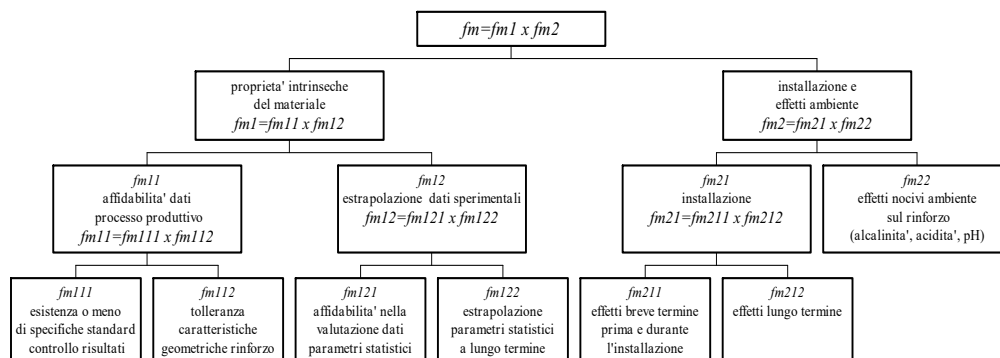 fm=fm1 x fm2
proprieta' intrinseche
del materiale
fm1=fm11 x fm12
installazione e
effetti ambiente
fm2=fm21 x fm22
fm11
affidabilita' dati
processo produttivo
fm11=fm111 x fm112
fm12
estrapolazione dati sperimentali
fm12=fm121 x fm122
fm21
installazione
fm21=fm211 x fm212
fm22
effetti nocivi ambiente
sul rinforzo
(alcalinita', acidita', pH)
fm111
esistenza o meno
di specifiche standard
controllo risultati
fm112
tolleranza
caratteristiche
geometriche rinforzo
fm121
affidabilita' nella
valutazione dati
parametri statistici
fm122
estrapolazione
parametri statistici
a lungo termine
fm211
effetti breve termine
prima e durante
l'installazione
fm212
effetti lungo termine